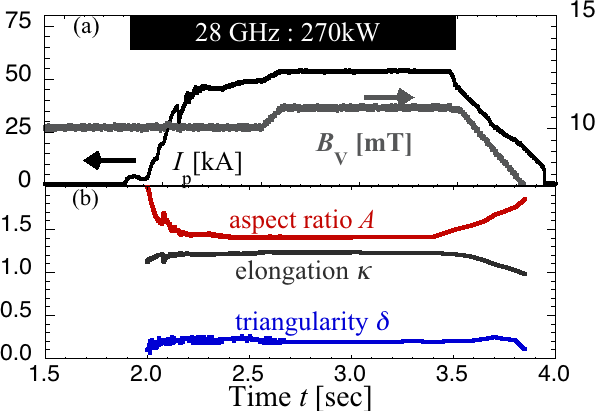 75
(a)
28 GHz : 270kW
15
50
25
10
I_p[kA]
B_V [mT]
0
(b)
1.5
aspect ratio A
1.0
elongation κ
0.5
triangularity δ
0.0
1.5 2.0 2.5 3.0 3.5 4.0
Time t [sec]